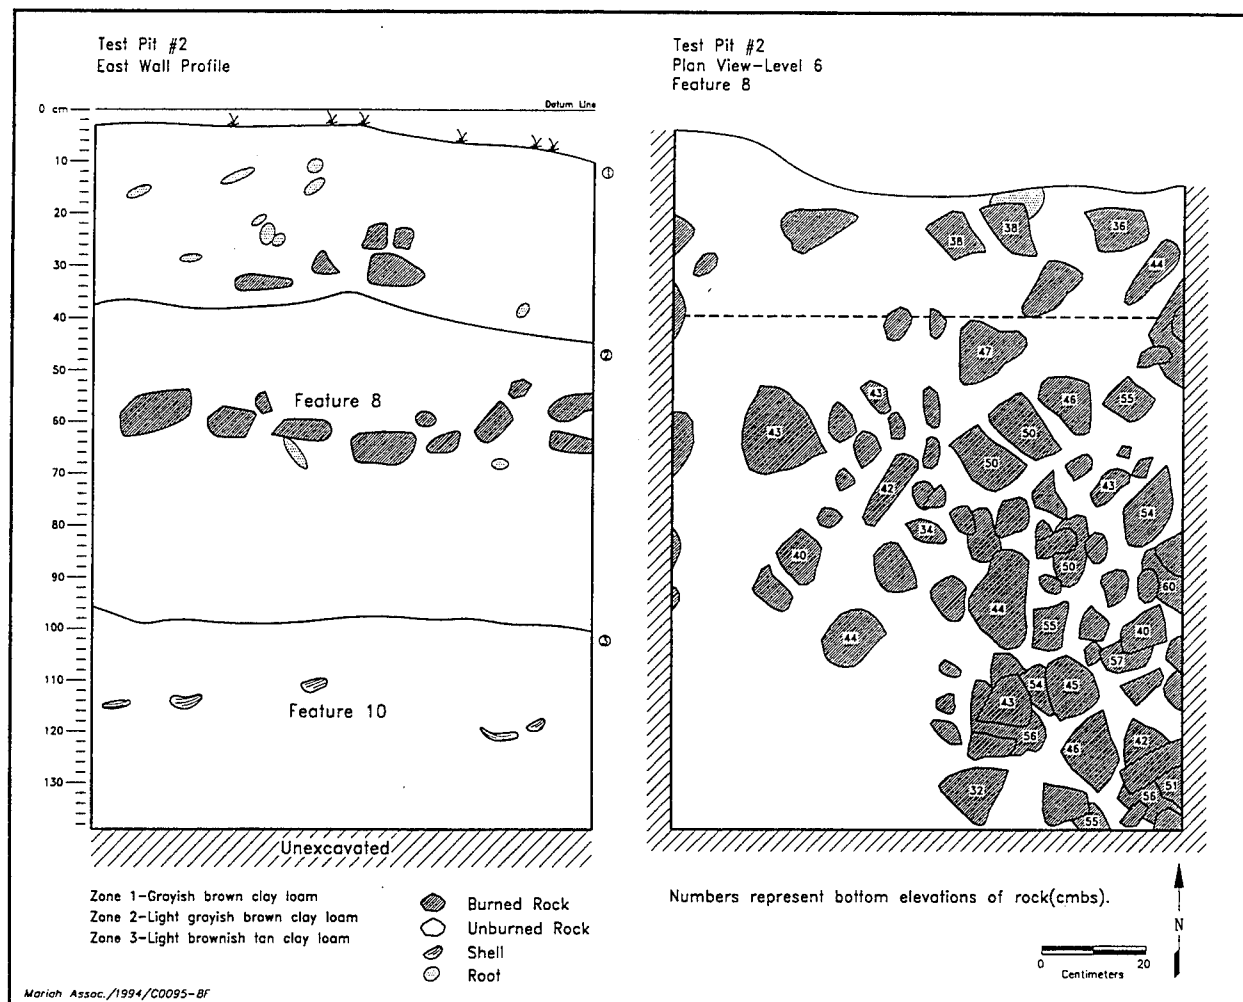 Test Pit #2
East Wall Profile
Test Pit #2
Plan View-Level 6
Feature 8
0 cm
Datum Line
10
20
30
40
50
60
70
80
90
100
110
120
130
1
2
3
Feature 8
Feature 10
Unexcavated
38
38
36
44
47
43
43
46
55
50
50
42
43
54
34
40
50
60
44
55
40
44
57
54
45
43
56
46
42
32
51
56
55
Zone 1-Grayish brown clay loam
Zone 2-Light grayish brown clay loam
Zone 3-Light brownish tan clay loam
Burned Rock
Unburned Rock
Shell
Root
Numbers represent bottom elevations of rock(cmbs).
N
0 20
Centimeters
Mariah Assoc./1994/C0095-BF